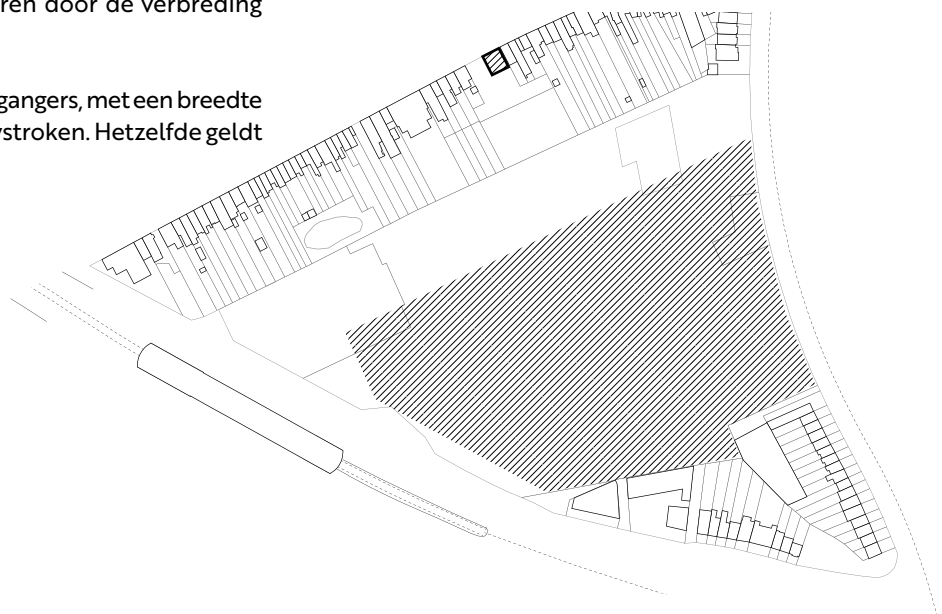 ren door de verbreding
gangers, met een breedte
stroken. Hetzelfde geldt